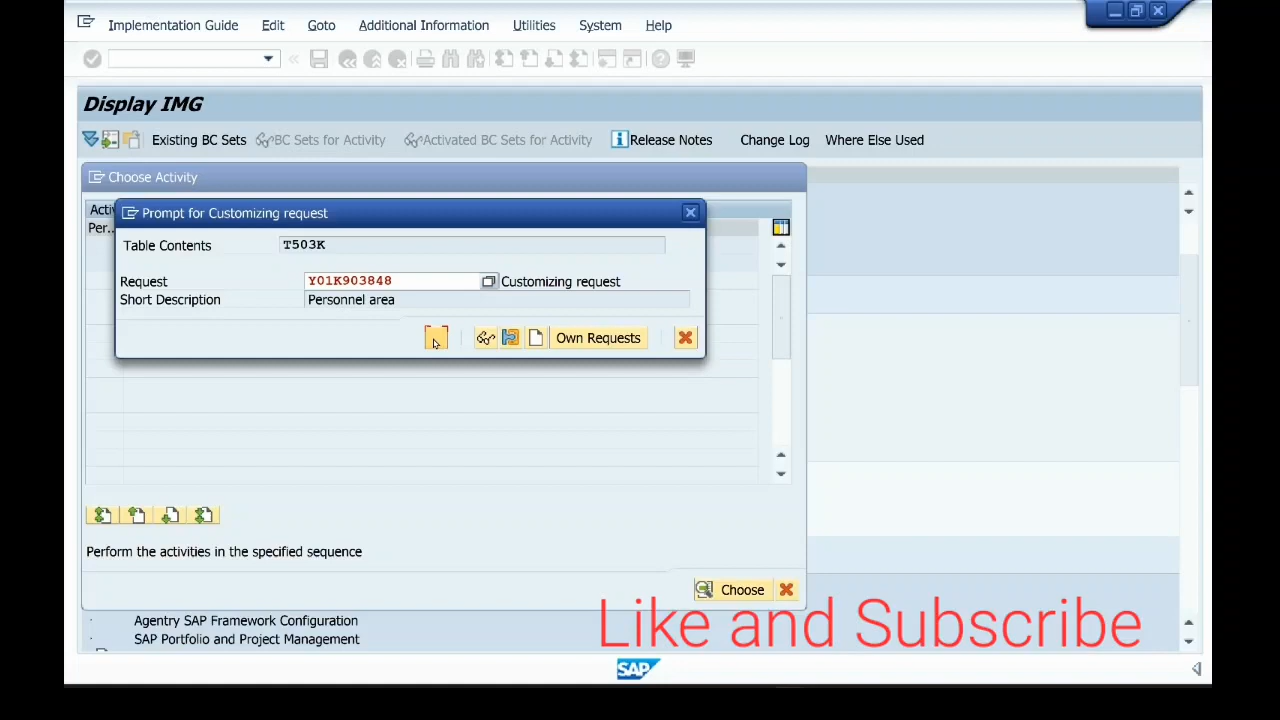 Implementation Guide Edit Goto Additional Information Utilities System Help
Display IMG
Existing BC Sets BC Sets for Activity Activated BC Sets for Activity Release Notes Change Log Where Else Used
Choose Activity
Prompt for Customizing request
Per...
Table Contents T503K
Request Y01K903848 Customizing request
Short Description Personnel area
Own Requests
Perform the activities in the specified sequence
Choose
Like and Subscribe
Agentry SAP Framework Configuration
SAP Portfolio and Project Management
SAP